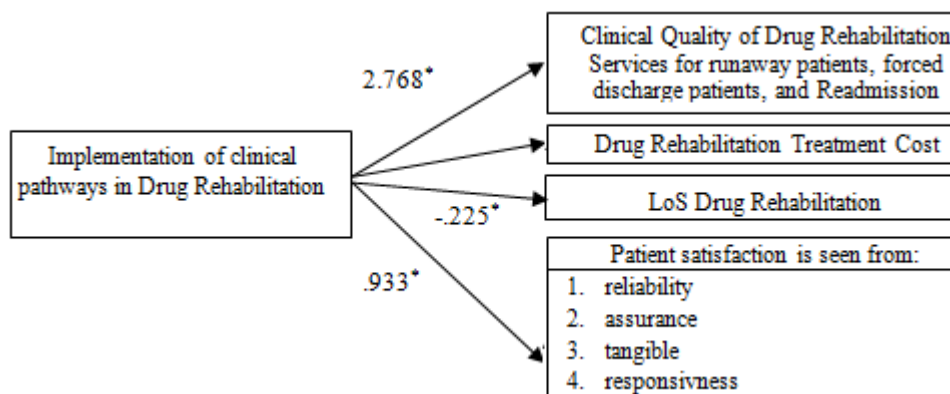 Clinical Quality of Drug Rehabilitation
Services for runaway patients, forced
discharge patients, and Readmission
2.768*
Implementation of clinical
pathways in Drug Rehabilitation
Drug Rehabilitation Treatment Cost
LoS Drug Rehabilitation
-.225*
.933*
Patient satisfaction is seen from:
1. reliability
2. assurance
3. tangible
4. responsivness